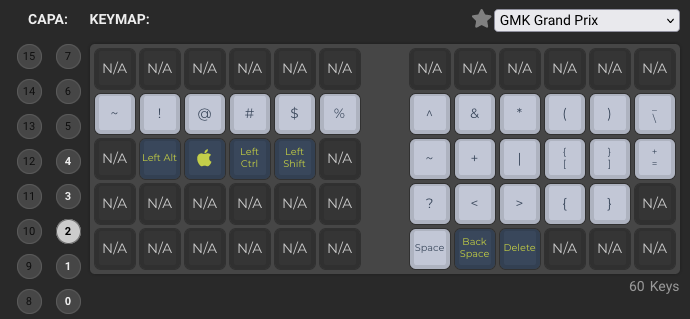 CAPA: KEYMAP: GMK Grand Prix
15 7 N/A N/A N/A N/A N/A N/A N/A N/A N/A N/A N/A N/A
14 6
~ ! @ # $ % ^ & * ( ) _ \
13 5
12 4 N/A Left Alt Left Ctrl Left Shift N/A ~ + | { [ } ] + =
11 3 N/A N/A N/A N/A N/A N/A ? < > { } N/A
10 2
N/A N/A N/A N/A N/A N/A Space Back Space Delete N/A N/A N/A
9 1
60 Keys
8 0